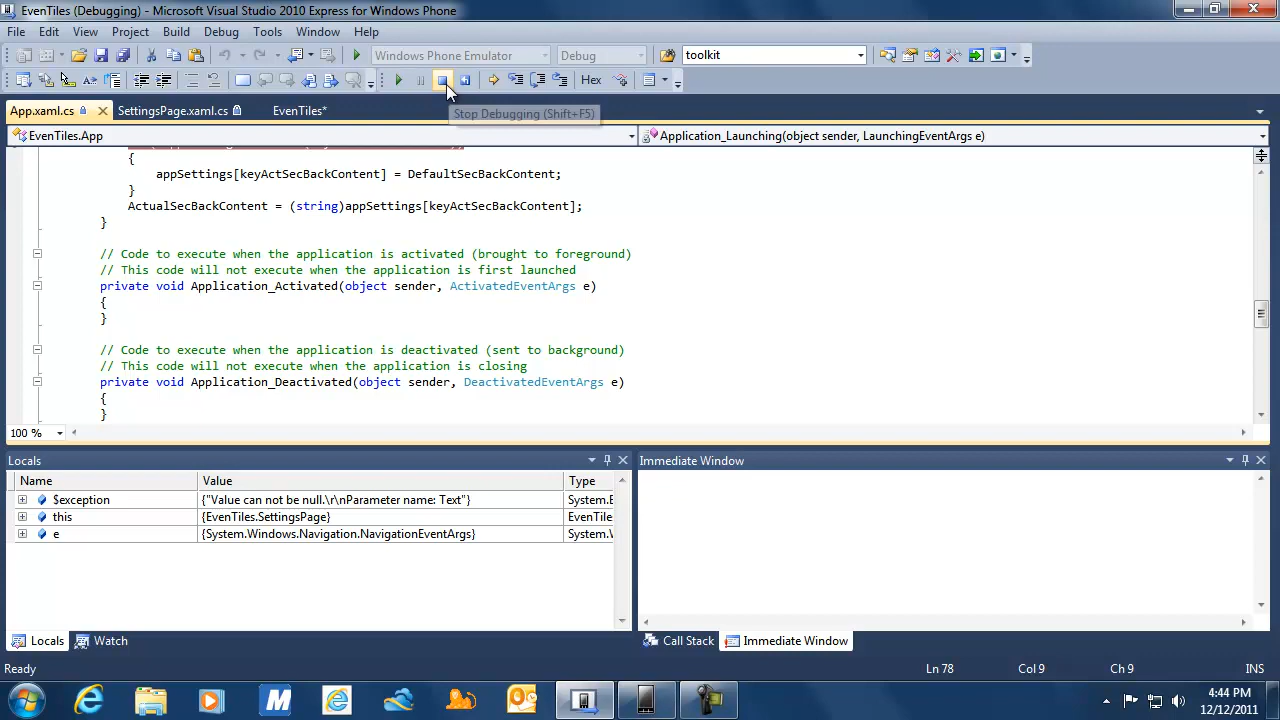 EvenTiles (Debugging) - Microsoft Visual Studio 2010 Express for Windows Phone
File Edit View Project Build Debug Tools Window Help
Windows Phone Emulator Debug toolkit
Hex
App.xaml.cs SettingsPage.xaml.cs EvenTiles*
Stop Debugging (Shift+F5)
EvenTiles.App Application_Launching(object sender, LaunchingEventArgs e)
{
appSettings[keyActSecBackContent] = DefaultSecBackContent;
}
ActualSecBackContent = (string)appSettings[keyActSecBackContent];
}
// Code to execute when the application is activated (brought to foreground)
// This code will not execute when the application is first launched
private void Application_Activated(object sender, ActivatedEventArgs e)
{
}
// Code to execute when the application is deactivated (sent to background)
// This code will not execute when the application is closing
private void Application_Deactivated(object sender, DeactivatedEventArgs e)
{
}
100 %
Locals Immediate Window
Name Value Type
$exception {"Value can not be null.\r\nParameter name: Text"} System.E
this {EvenTiles.SettingsPage} EvenTile
e {System.Windows.Navigation.NavigationEventArgs} System.W
Locals Watch Call Stack Immediate Window
Ready Ln 78 Col 9 Ch 9 INS
4:44 PM
12/12/2011